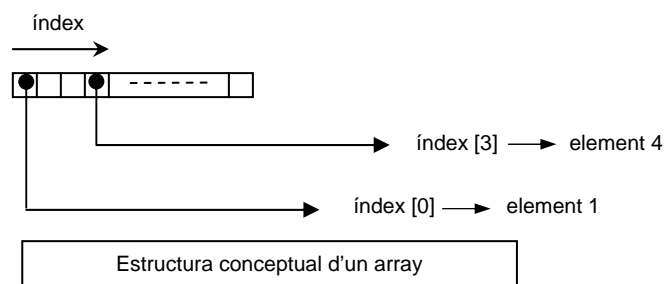 índex
índex [3] element 4
índex [0] element 1
Estructura conceptual d'un array